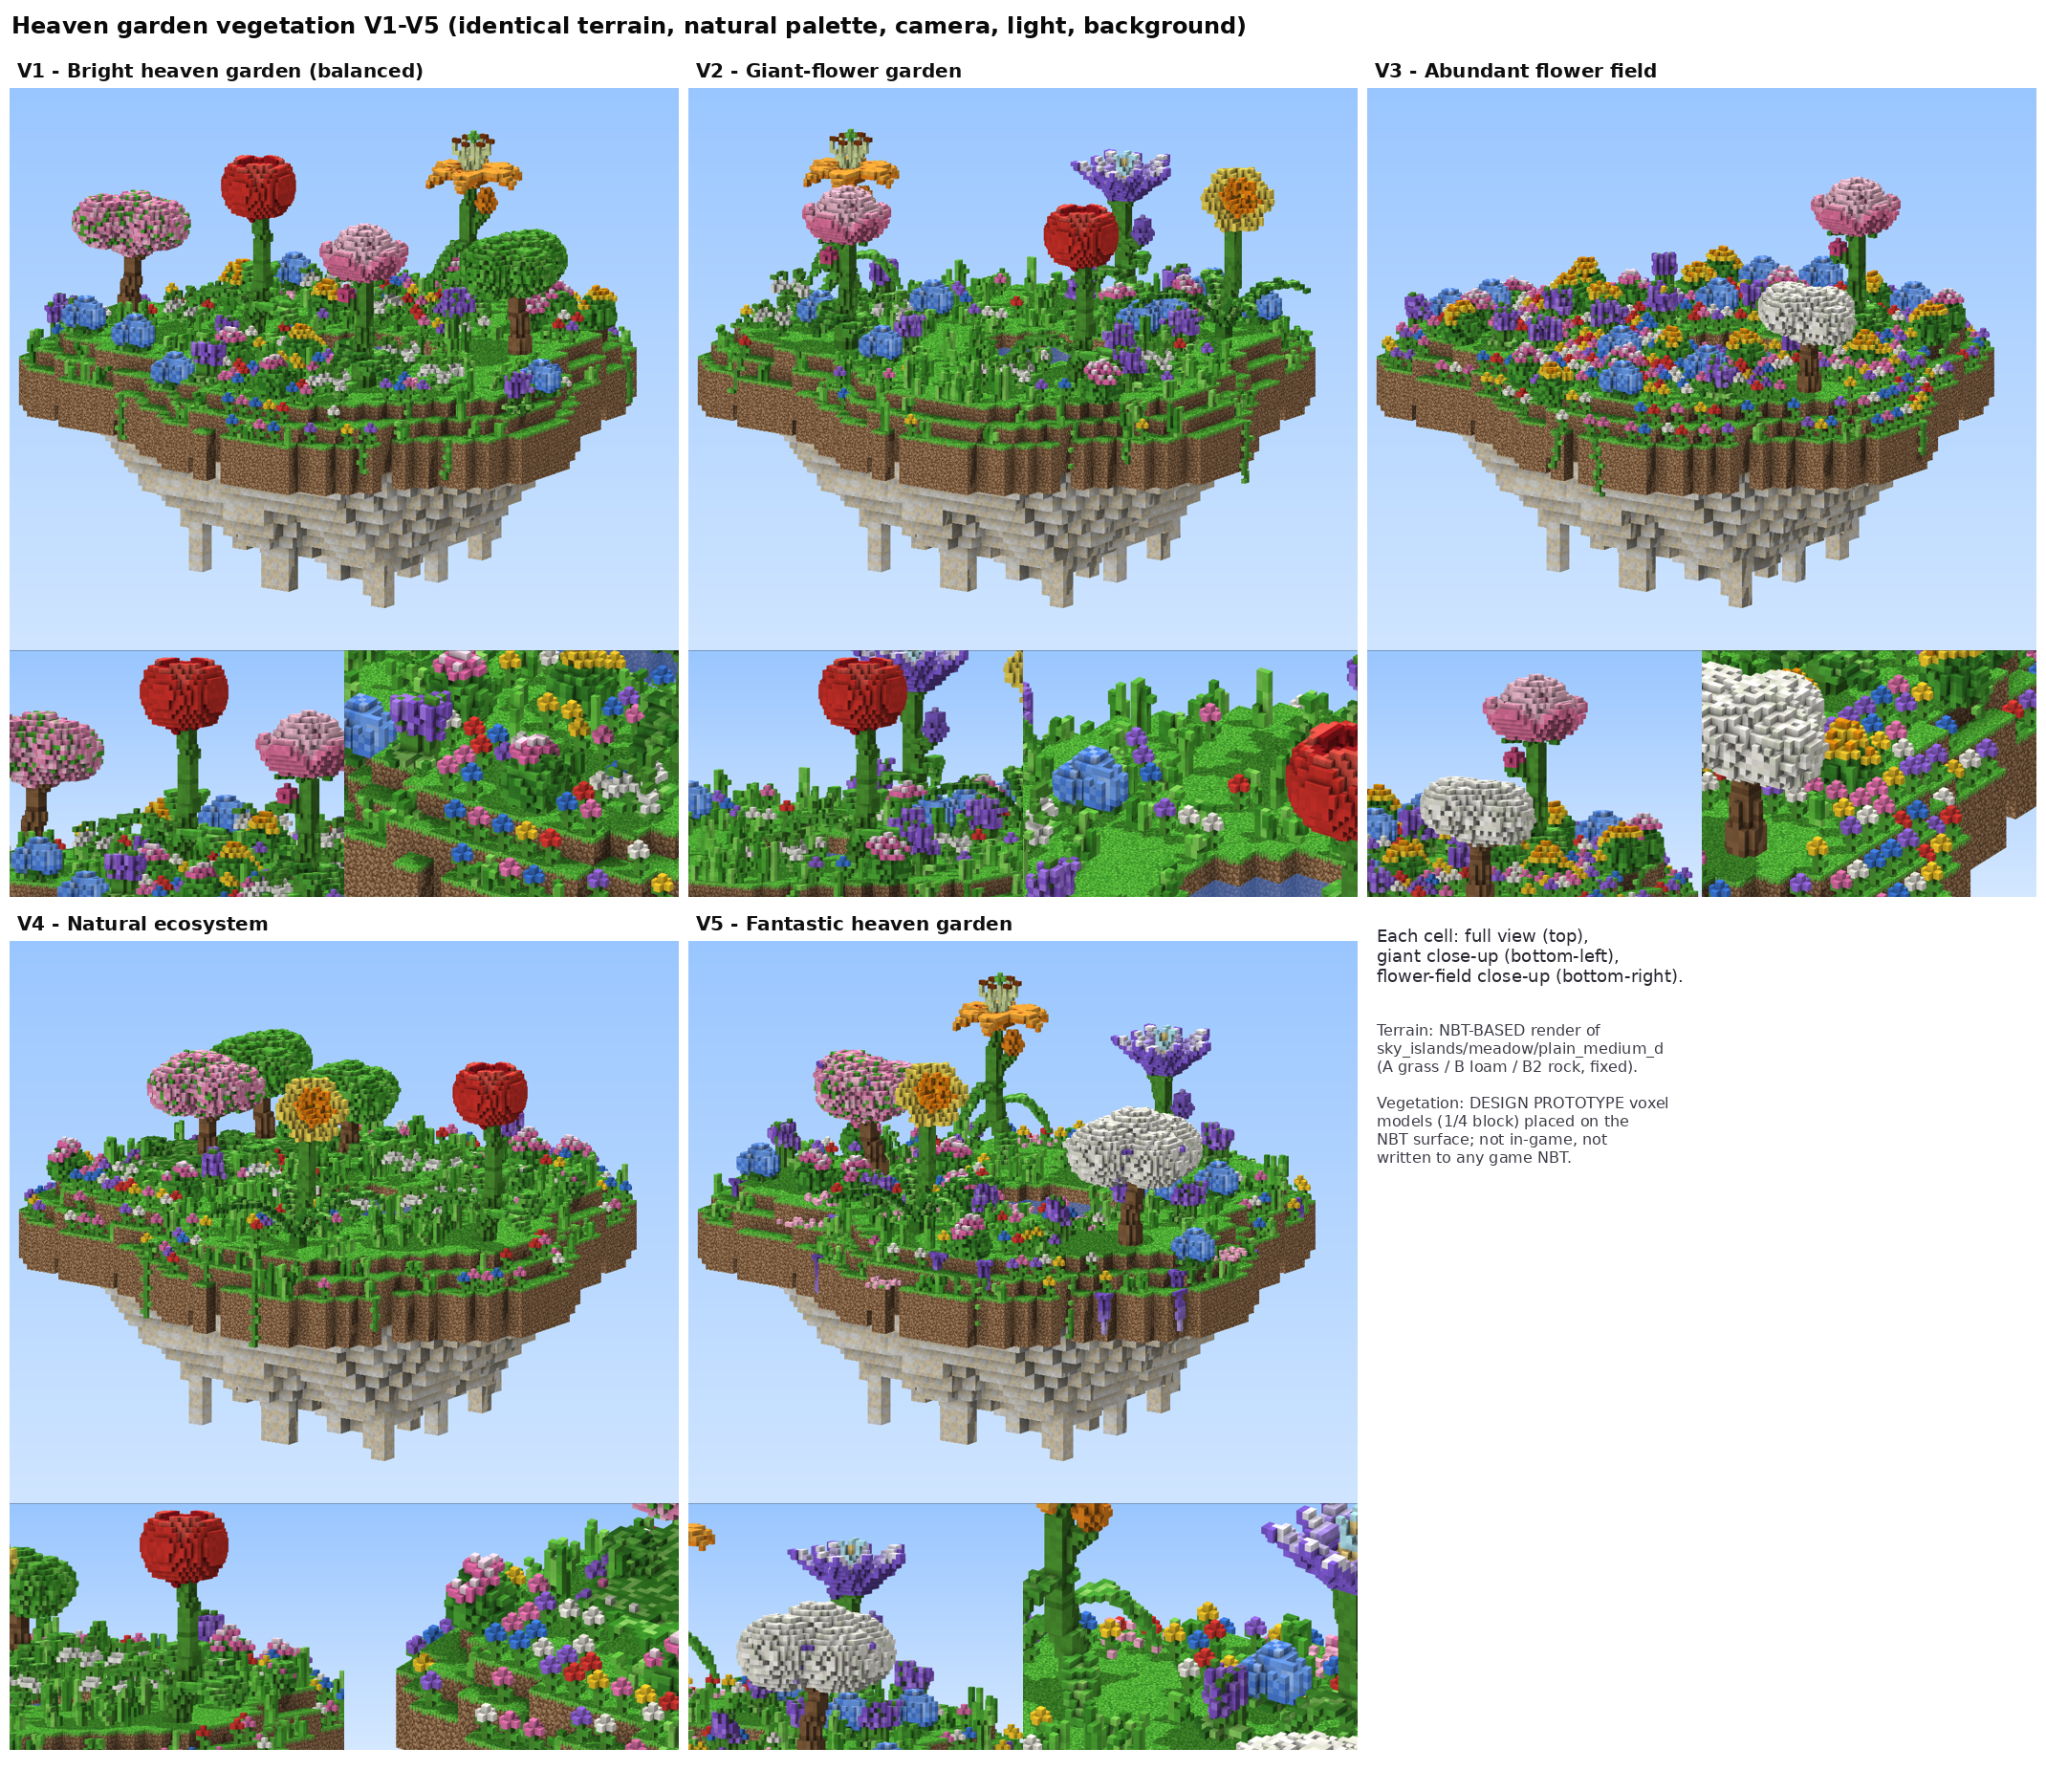 Heaven garden vegetation V1-V5 (identical terrain, natural palette, camera, light, background)
V1 - Bright heaven garden (balanced)
V2 - Giant-flower garden
V3 - Abundant flower field
V4 - Natural ecosystem
V5 - Fantastic heaven garden
Each cell: full view (top),
giant close-up (bottom-left),
flower-field close-up (bottom-right).
Terrain: NBT-BASED render of
sky_islands/meadow/plain_medium_d
(A grass / B loam / B2 rock, fixed).
Vegetation: DESIGN PROTOTYPE voxel
models (1/4 block) placed on the
NBT surface; not in-game, not
written to any game NBT.